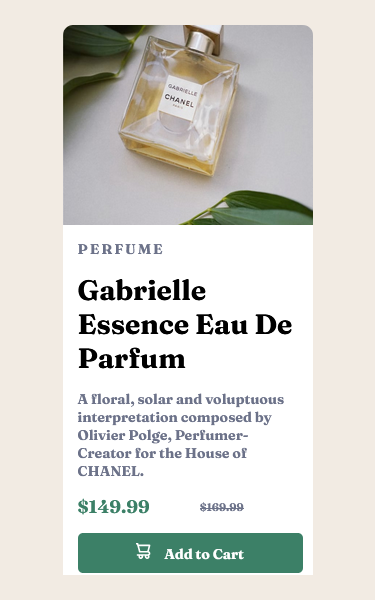 GABRIELLE
CHANEL
PARIS
PERFUME
Gabrielle
Essence Eau De
Parfum
A floral, solar and voluptuous
interpretation composed by
Olivier Polge, Perfumer-
Creator for the House of
CHANEL.
$149.99 $169.99
Add to Cart